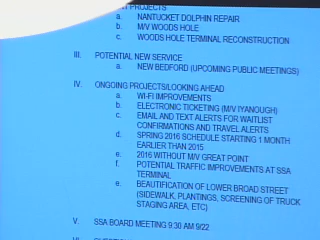 PROJECTS
a. NANTUCKET DOLPHIN REPAIR
b. M/V WOODS HOLE
c. WOODS HOLE TERMINAL RECONSTRUCTION
III. POTENTIAL NEW SERVICE
a. NEW BEDFORD (UPCOMING PUBLIC MEETINGS)
IV. ONGOING PROJECTS/LOOKING AHEAD
a. WI-FI IMPROVEMENTS
b. ELECTRONIC TICKETING (M/V IYANOUGH)
c. EMAIL AND TEXT ALERTS FOR WAITLIST
CONFIRMATIONS AND TRAVEL ALERTS
d. SPRING 2016 SCHEDULE STARTING 1 MONTH
EARLIER THAN 2015
e. 2016 WITHOUT M/V GREAT POINT
f. POTENTIAL TRAFFIC IMPROVEMENTS AT SSA
TERMINAL
e. BEAUTIFICATION OF LOWER BROAD STREET
(SIDEWALK, PLANTINGS, SCREENING OF TRUCK
STAGING AREA, ETC)
V. SSA BOARD MEETING 9:30 AM 9/22